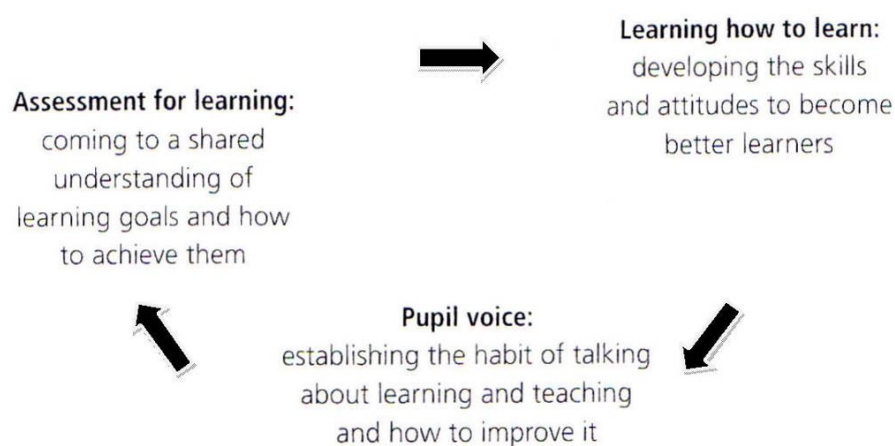 Learning how to learn:
developing the skills
and attitudes to become
better learners
Assessment for learning:
coming to a shared
understanding of
learning goals and how
to achieve them
Pupil voice:
establishing the habit of talking
about learning and teaching
and how to improve it